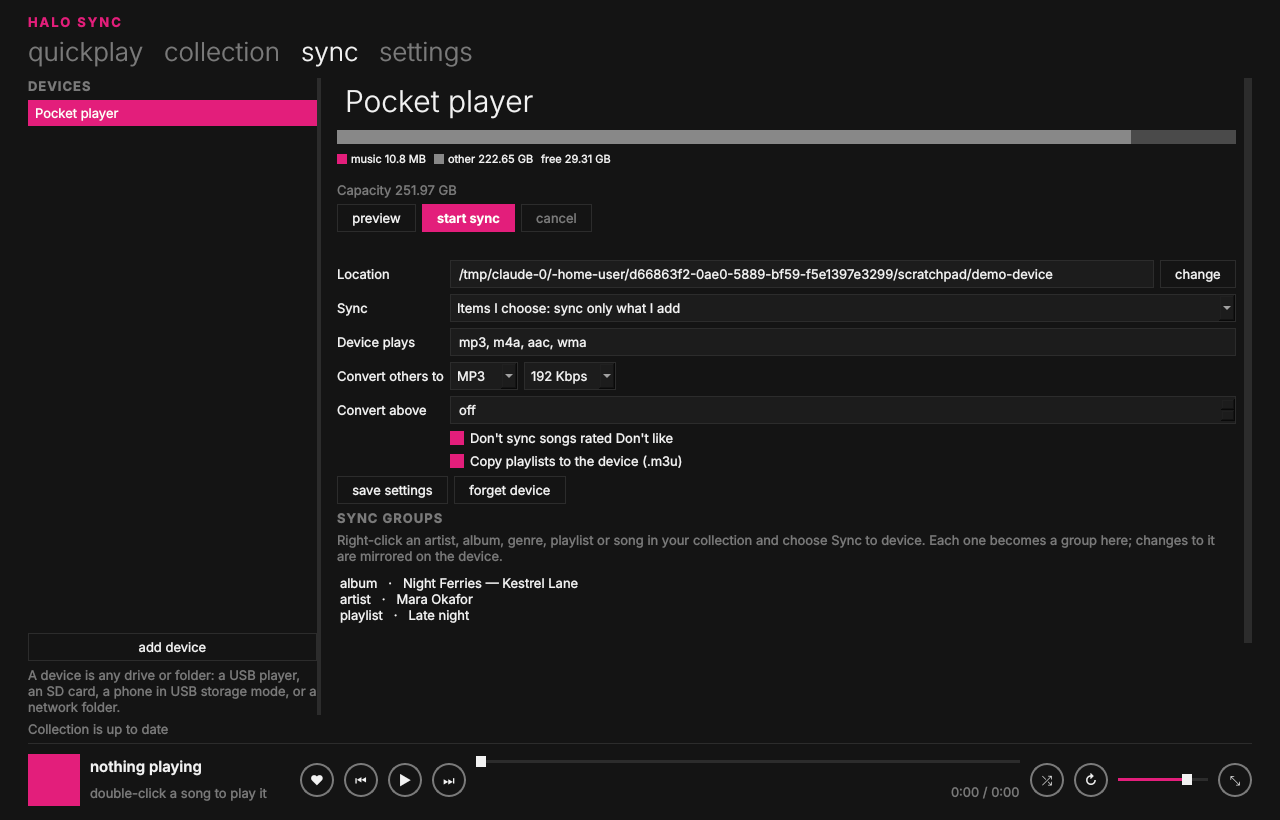 HALO SYNC
quickplay collection sync settings
DEVICES
Pocket player
add device
A device is any drive or folder: a USB player,
an SD card, a phone in USB storage mode, or a
network folder.
Collection is up to date
Pocket player
music 10.8 MB other 222.65 GB free 29.31 GB
Capacity 251.97 GB
preview start sync cancel
Location /tmp/claude-0/-home-user/d66863f2-0ae0-5889-bf59-f5e1397e3299/scratchpad/demo-device change
Sync Items I choose: sync only what I add
Device plays mp3, m4a, aac, wma
Convert others to MP3 192 Kbps
Convert above off
Don't sync songs rated Don't like
Copy playlists to the device (.m3u)
save settings forget device
SYNC GROUPS
Right-click an artist, album, genre, playlist or song in your collection and choose Sync to device. Each one becomes a group here; changes to it
are mirrored on the device.
album · Night Ferries — Kestrel Lane
artist · Mara Okafor
playlist · Late night
nothing playing
double-click a song to play it
0:00 / 0:00